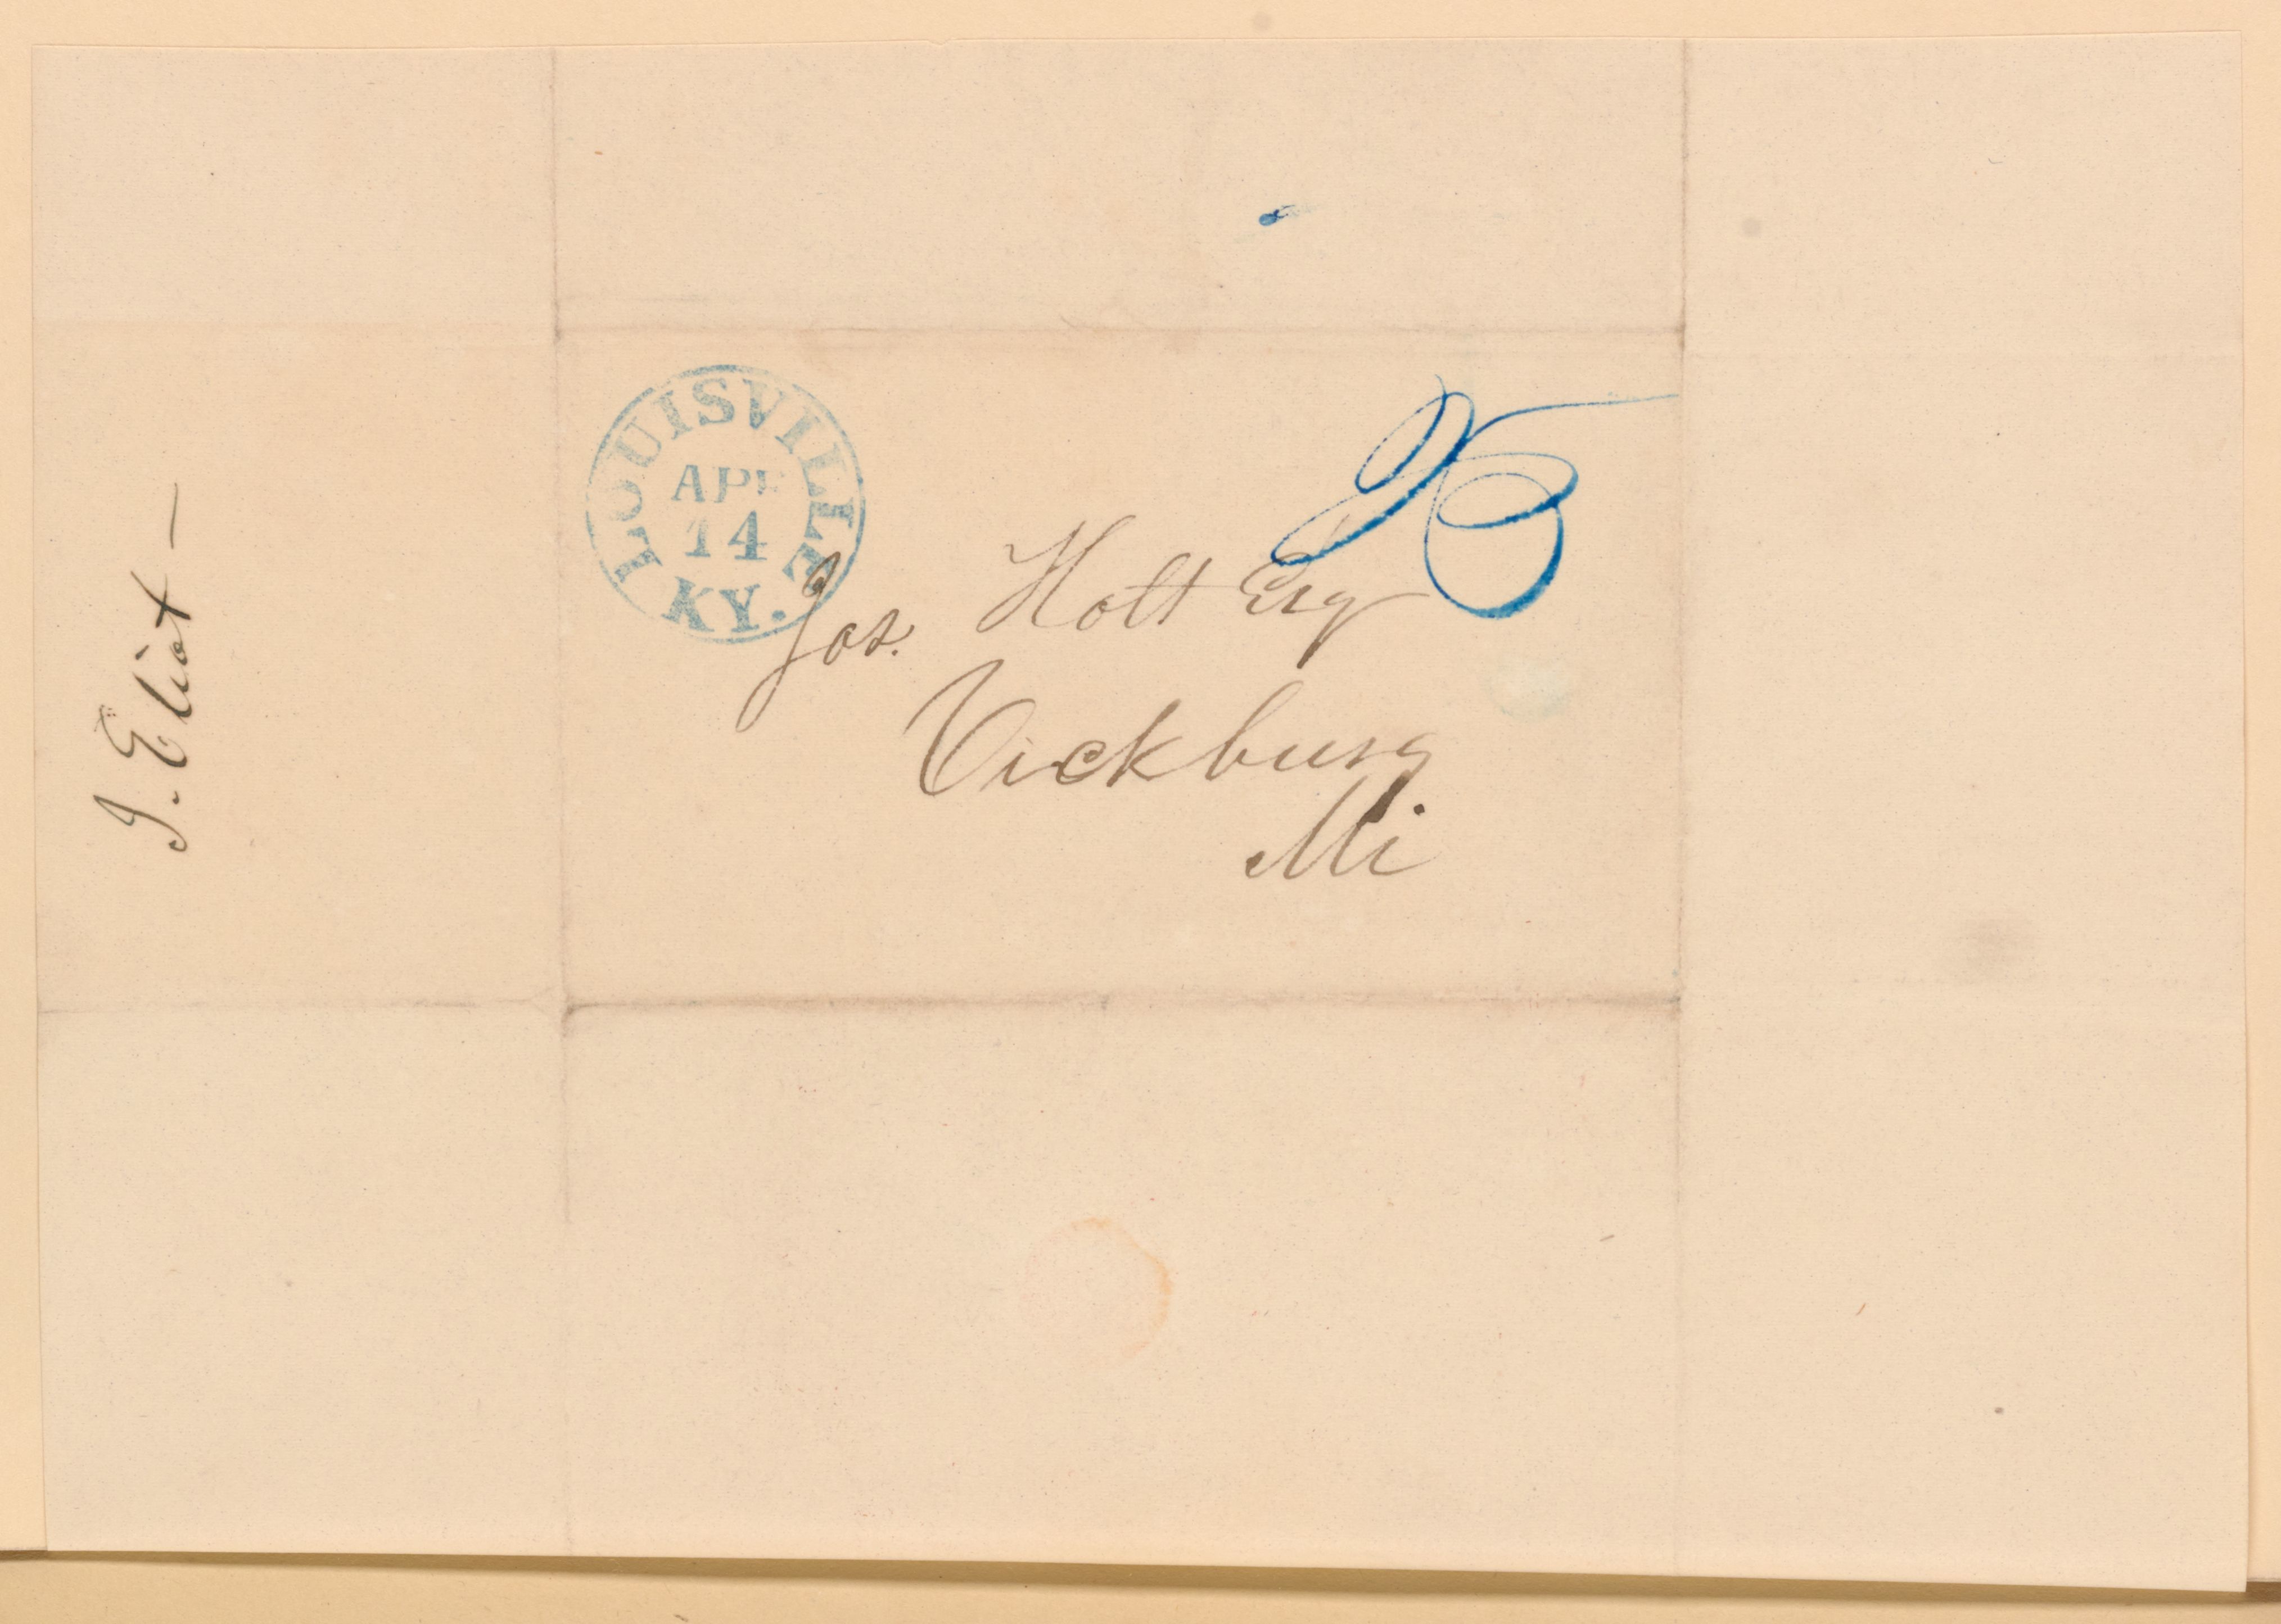 LOUISVILLE
APR
14
KY.
25
Jos. Holt Esq
Vickburg
Mi
J. Eliot —